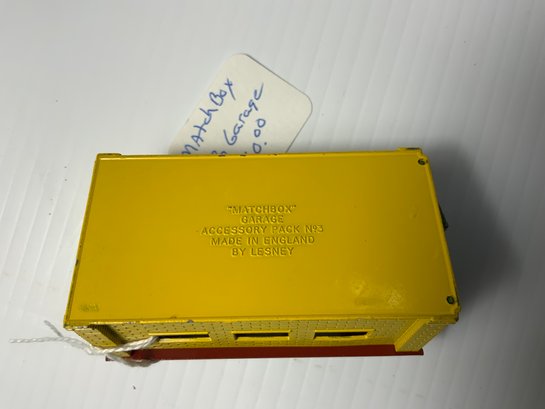 MAtch Box
Garage
"MATCHBOX"
GARAGE
ACCESSORY PACK Nº3
MADE IN ENGLAND
BY LESNEY